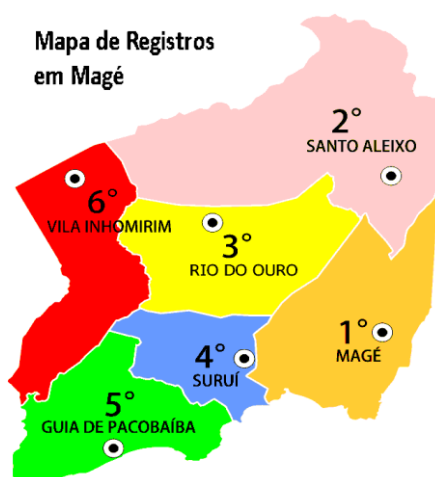 Mapa de Registros
em Magé
2°
SANTO ALEIXO
6°
VILA INHOMIRIM
3°
RIO DO OURO
1°
MAGÉ
4°
SURUÍ
5°
GUIA DE PACOBAÍBA